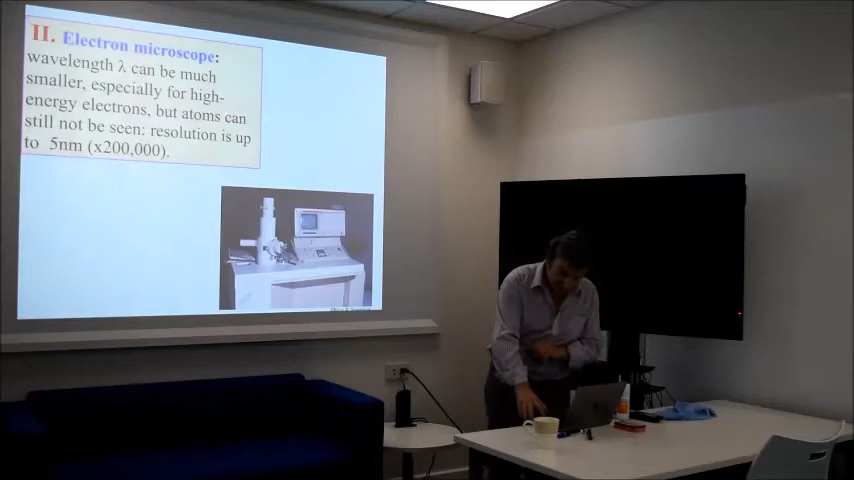 II. Electron microscope:
wavelength λ can be much
smaller, especially for high-
energy electrons, but atoms can
still not be seen: resolution is up
to 5nm (x200,000).